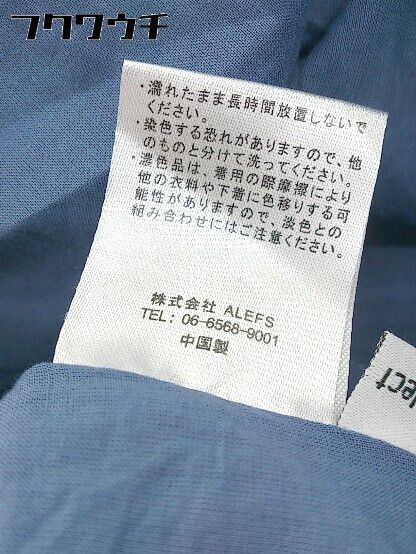 フクワウチ
・濡れたまま長時間放置しないで
ください。
・染色する恐れがありますので、他
のものと分けて洗ってください。
・濃色品は、着用の際摩擦により
他の衣料や下着に色移りする可
能性がありますので、淡色との
組み合わせにはご注意ください。
株式会社 ALEFS
TEL: 06-6568-9001
中国製
lect